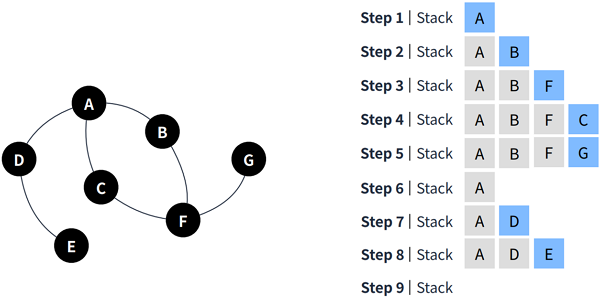 A
B
C
D
E
F
G
Step 1 | Stack A
Step 2 | Stack A B
Step 3 | Stack A B F
Step 4 | Stack A B F C
Step 5 | Stack A B F G
Step 6 | Stack A
Step 7 | Stack A D
Step 8 | Stack A D E
Step 9 | Stack